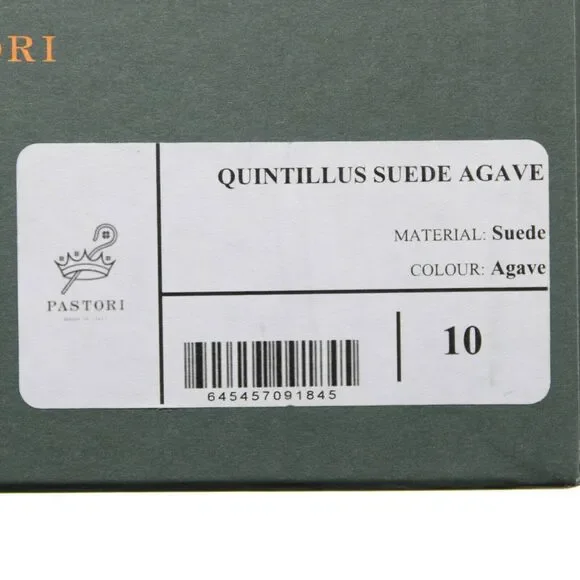 ORI
QUINTILLUS SUEDE AGAVE
MATERIAL: Suede
COLOUR: Agave
PASTORI
10
645457091845